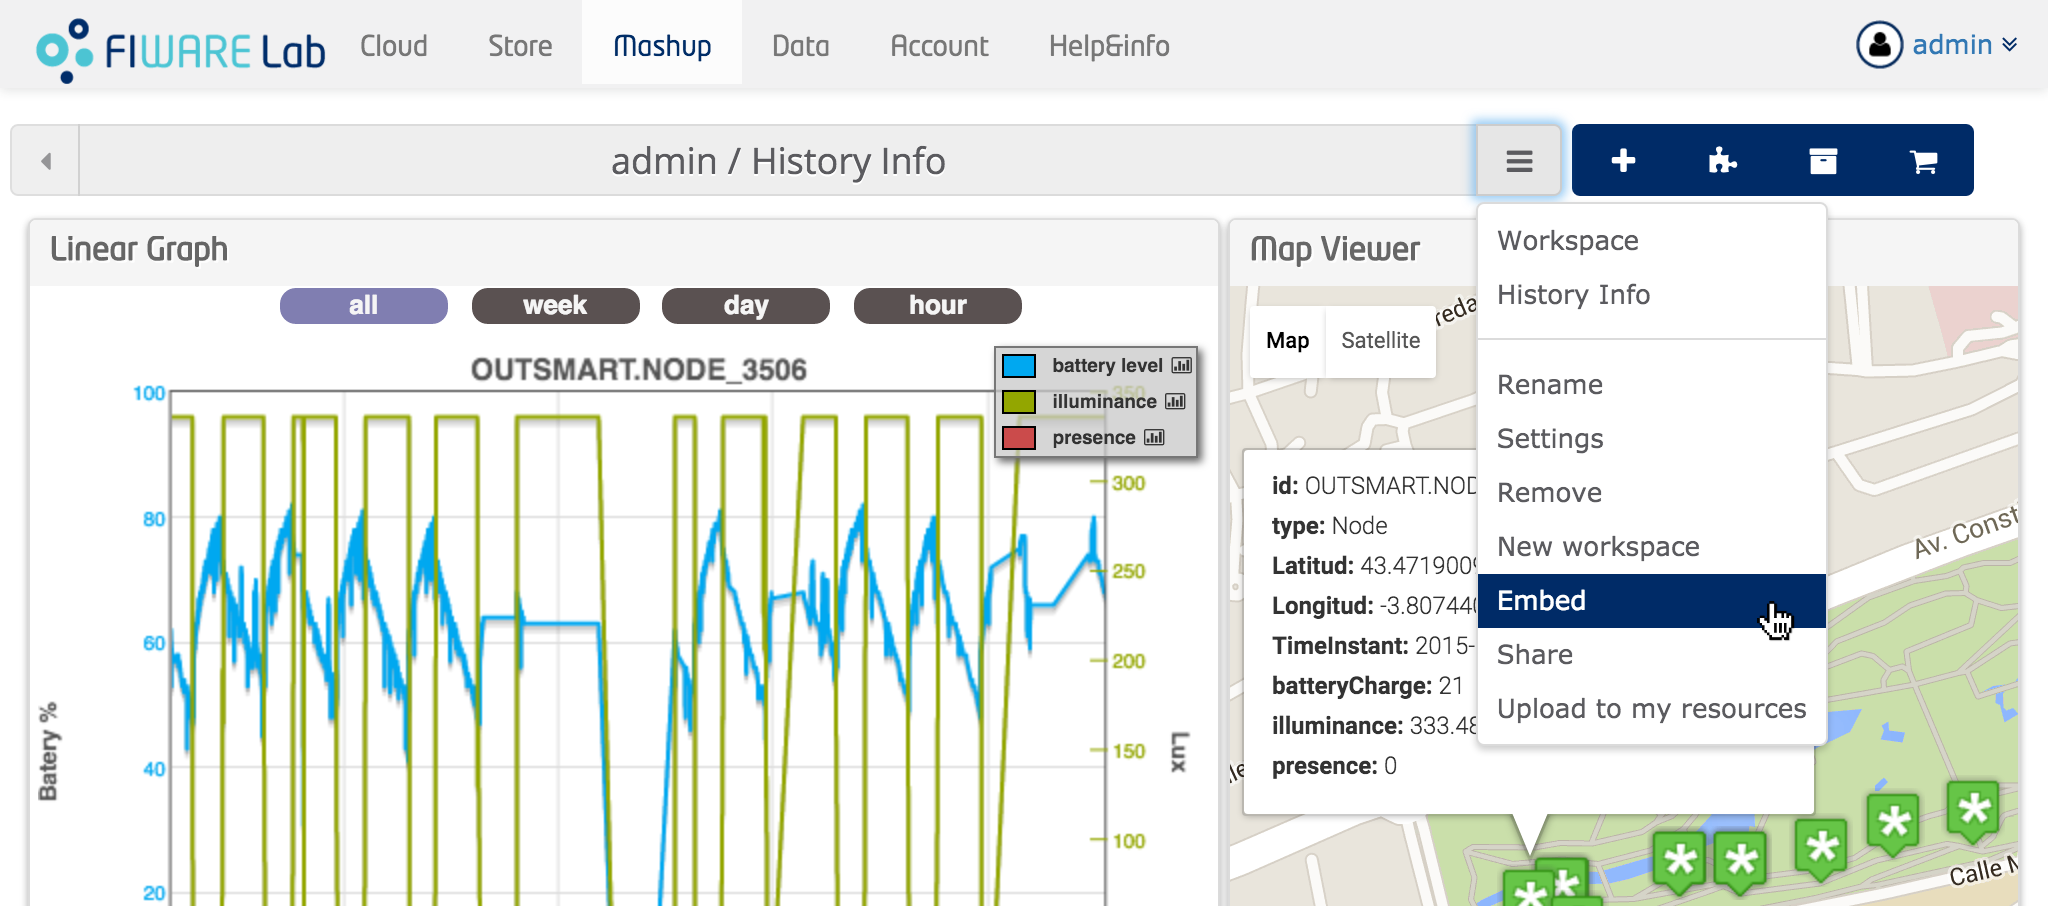 FIWARE Lab
Cloud
Store
Mashup
Data
Account
Help&info
admin
admin / History Info
Linear Graph
all
week
day
hour
OUTSMART.NODE_3506
battery level
illuminance
presence
100
80
60
40
20
Batery %
350
300
250
200
150
100
Lux
Map Viewer
Map
Satellite
id: OUTSMART.NOD
type: Node
Latitud: 43.4719009
Longitud: -3.807440
TimeInstant: 2015-
batteryCharge: 21
illuminance: 333.48
presence: 0
Workspace
History Info
Rename
Settings
Remove
New workspace
Embed
Share
Upload to my resources
Av. Const
Calle M